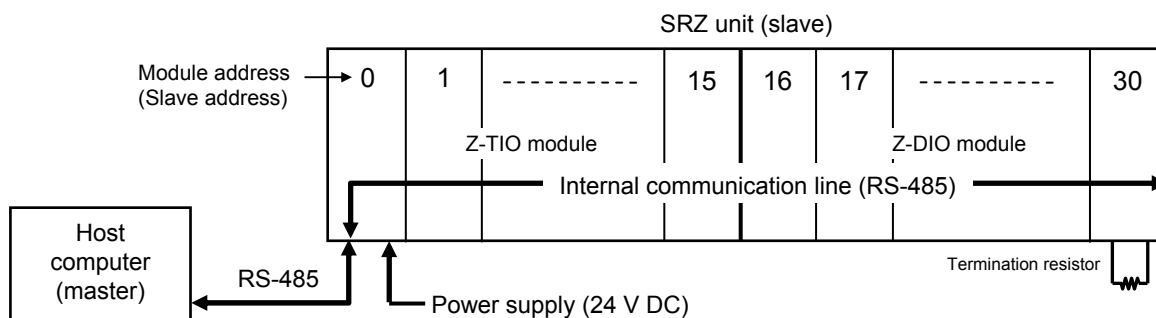 SRZ unit (slave)
Module address
(Slave address)
0
1
---------
15
16
17
---------
30
Z-TIO module
Z-DIO module
Internal communication line (RS-485)
Host
computer
(master)
RS-485
Termination resistor
Power supply (24 V DC)